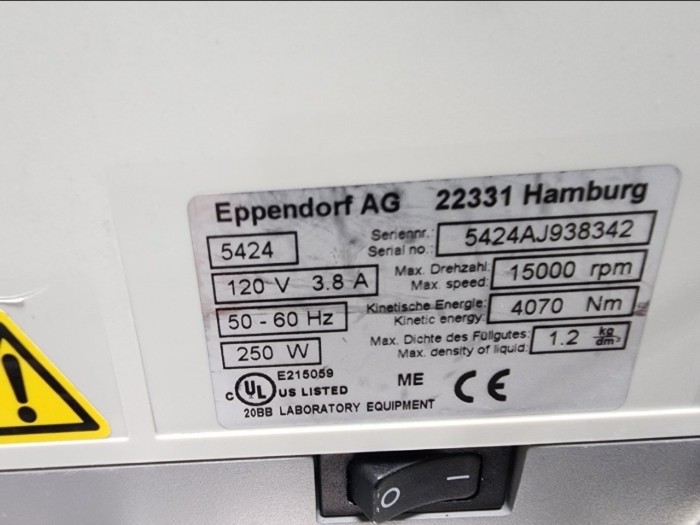 Eppendorf AG 22331 Hamburg
5424
Seriennr.:
Serial no.:
5424AJ938342
120 V 3.8 A
Max. Drehzahl:
Max. speed:
15000 rpm
50 - 60 Hz
Kinetische Energie:
Kinetic energy:
4070 Nm
250 W
Max. Dichte des Füllgutes:
Max. density of liquid:
1.2 kg/dm³
E215059
c UL US LISTED
ME CE
20BB LABORATORY EQUIPMENT
O I